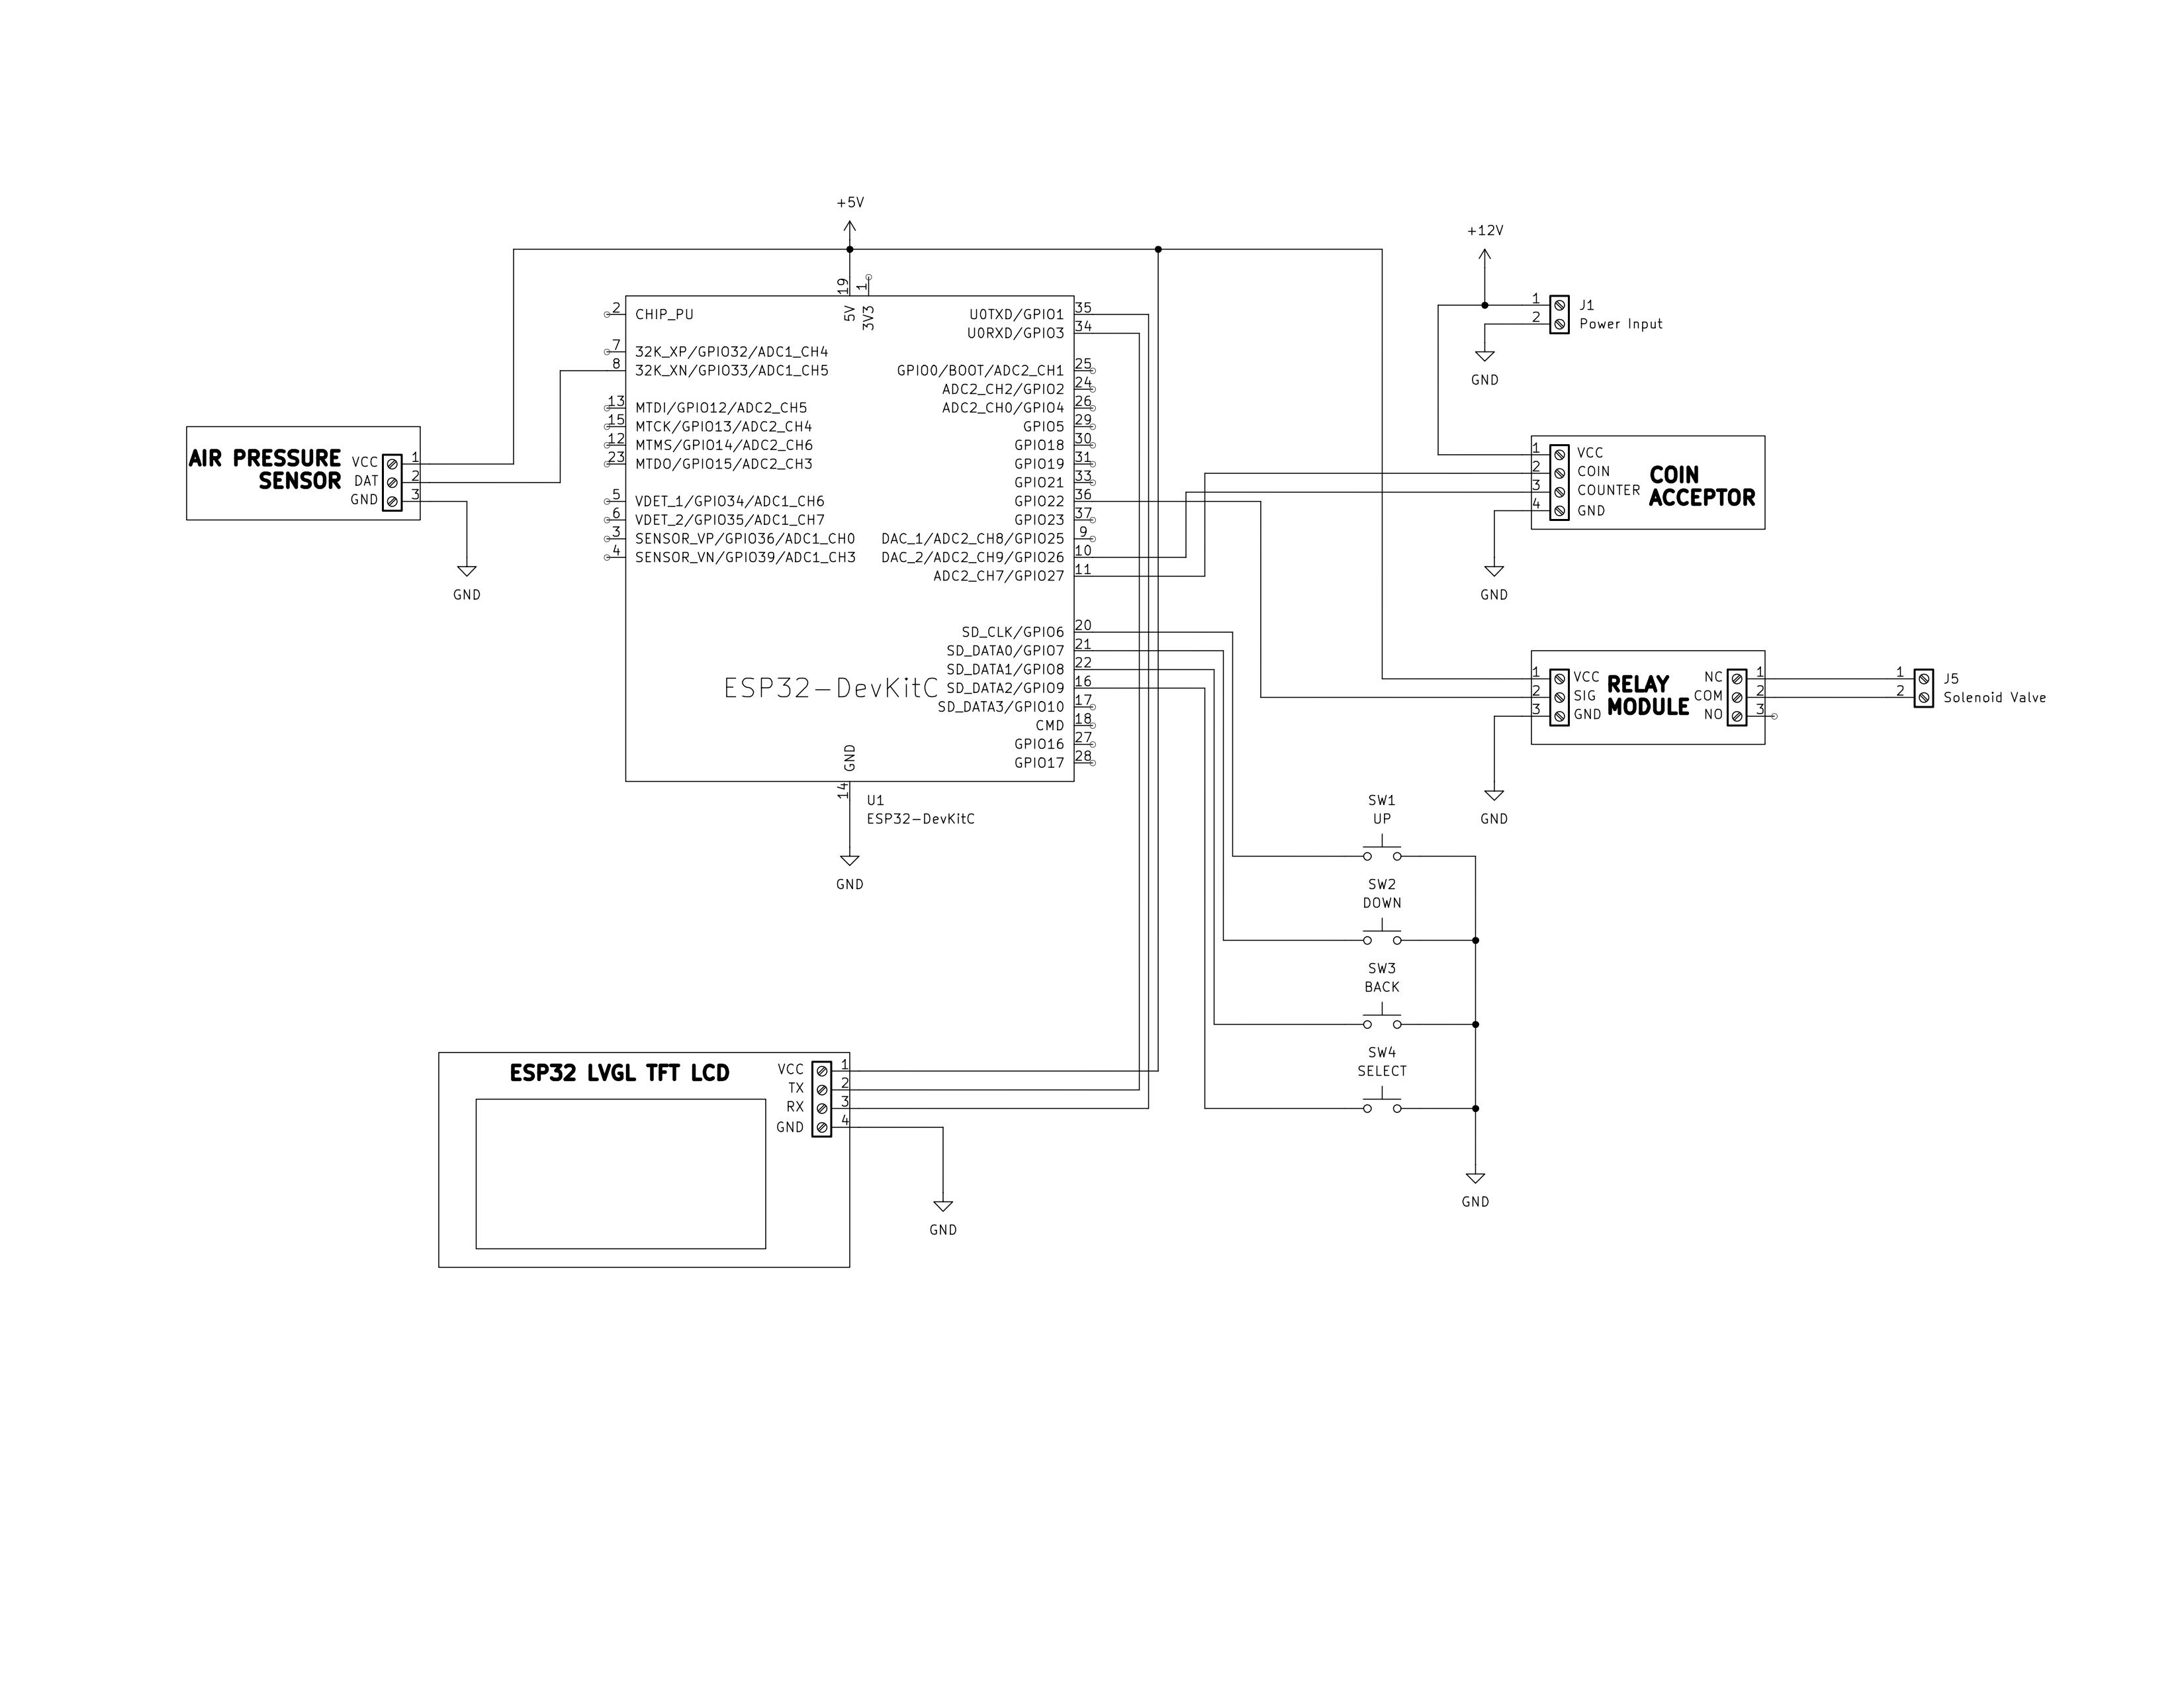 +5V
+12V
19
1
5V
3V3
2 CHIP_PU
7 32K_XP/GPIO32/ADC1_CH4
8 32K_XN/GPIO33/ADC1_CH5
13 MTDI/GPIO12/ADC2_CH5
15 MTCK/GPIO13/ADC2_CH4
12 MTMS/GPIO14/ADC2_CH6
23 MTDO/GPIO15/ADC2_CH3
5 VDET_1/GPIO34/ADC1_CH6
6 VDET_2/GPIO35/ADC1_CH7
3 SENSOR_VP/GPIO36/ADC1_CH0
4 SENSOR_VN/GPIO39/ADC1_CH3
U0TXD/GPIO1 35
U0RXD/GPIO3 34
GPIO0/BOOT/ADC2_CH1 25
ADC2_CH2/GPIO2 24
ADC2_CH0/GPIO4 26
GPIO5 29
GPIO18 30
GPIO19 31
GPIO21 33
GPIO22 36
GPIO23 37
DAC_1/ADC2_CH8/GPIO25 9
DAC_2/ADC2_CH9/GPIO26 10
ADC2_CH7/GPIO27 11
SD_CLK/GPIO6 20
SD_DATA0/GPIO7 21
SD_DATA1/GPIO8 22
SD_DATA2/GPIO9 16
SD_DATA3/GPIO10 17
CMD 18
GPIO16 27
GPIO17 28
ESP32-DevKitC
GND
14
U1
ESP32-DevKitC
GND
AIR PRESSURE
SENSOR
VCC 1
DAT 2
GND 3
GND
1 J1
2 Power Input
GND
1 VCC
2 COIN
3 COUNTER
4 GND
COIN
ACCEPTOR
GND
1 VCC
2 SIG
3 GND
RELAY
MODULE
NC 1
COM 2
NO 3
1 J5
2 Solenoid Valve
GND
SW1
UP
SW2
DOWN
SW3
BACK
SW4
SELECT
GND
ESP32 LVGL TFT LCD
VCC 1
TX 2
RX 3
GND 4
GND